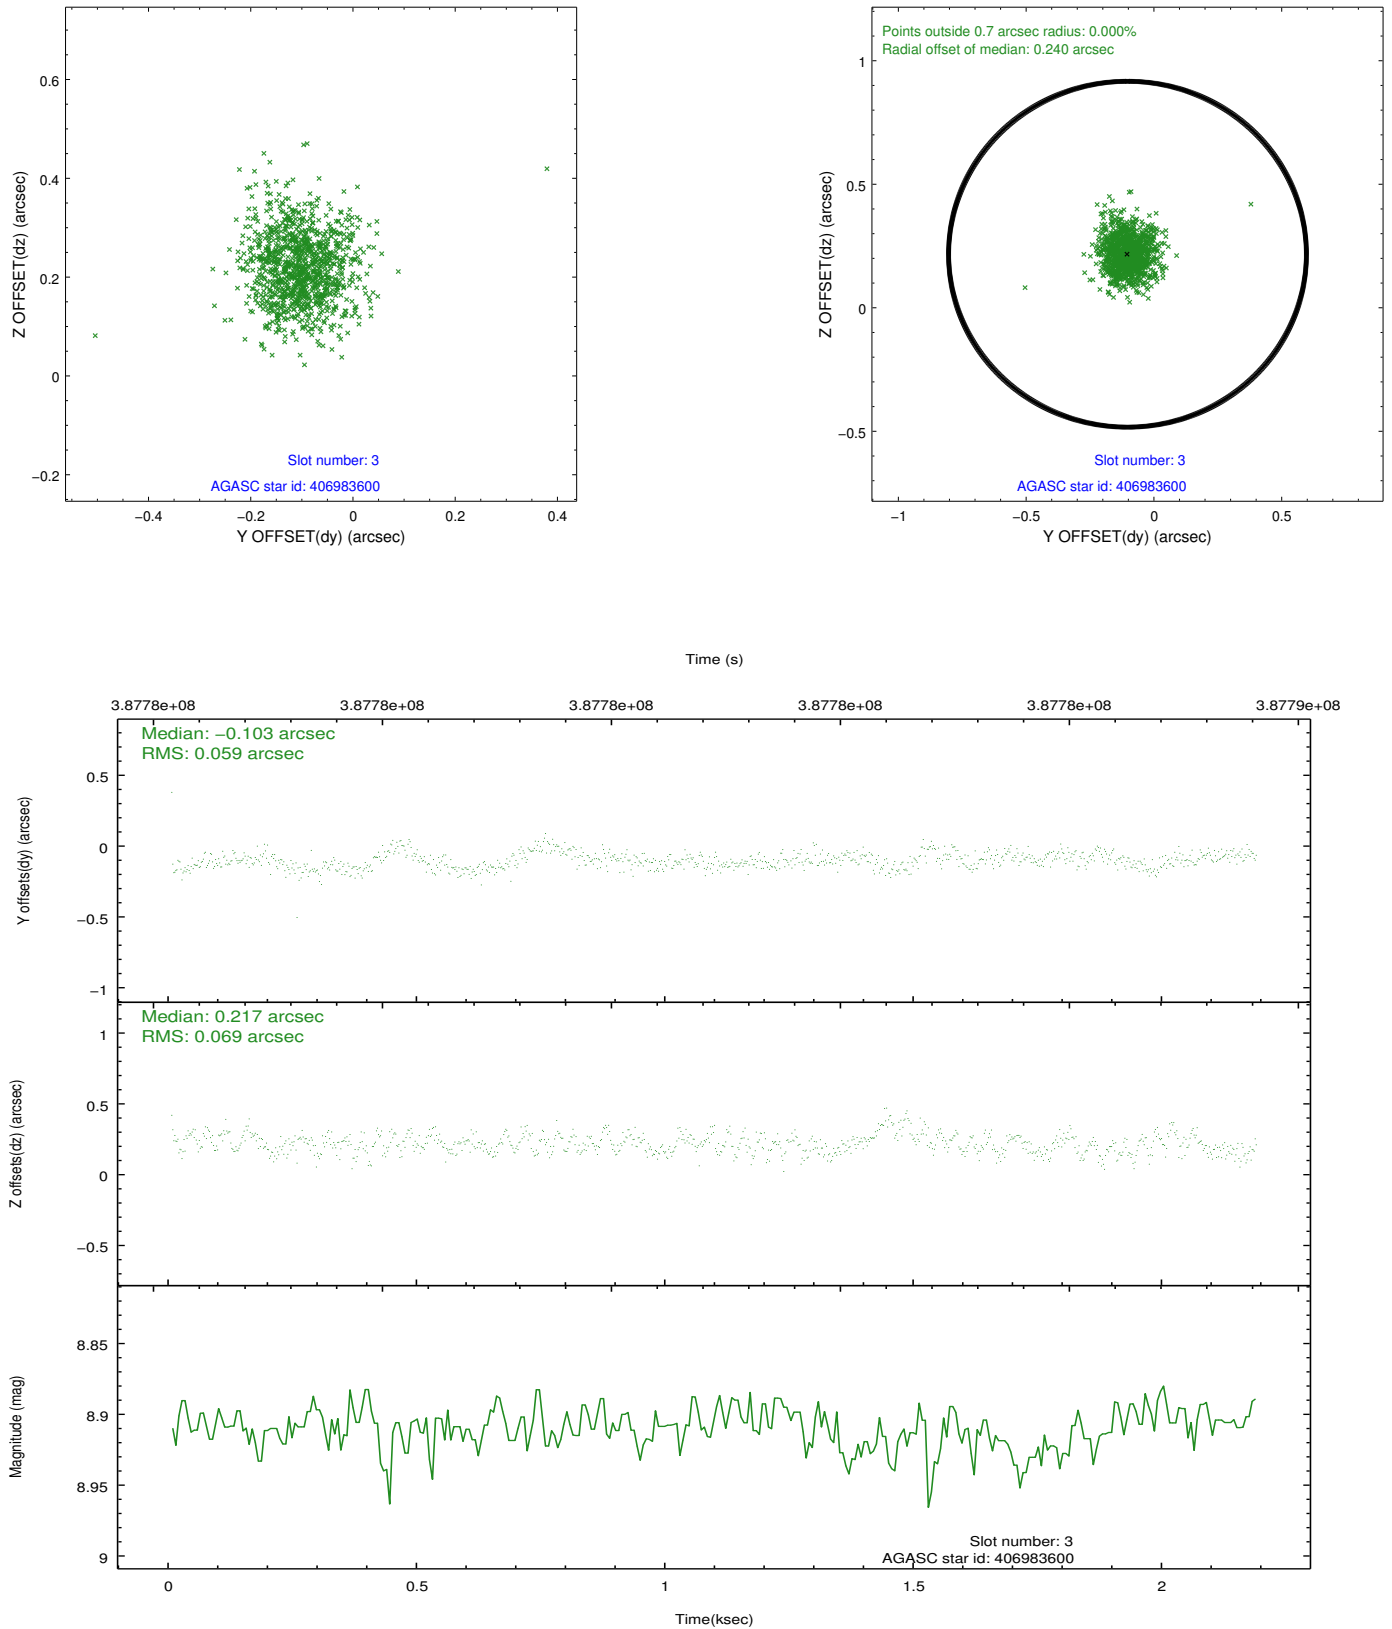 0.6
0.4
0.2
0
−0.2
Z OFFSET(dz) (arcsec)
Slot number: 3
AGASC star id: 406983600
−0.4 −0.2 0 0.2 0.4
Y OFFSET(dy) (arcsec)
Points outside 0.7 arcsec radius: 0.000%
Radial offset of median: 0.240 arcsec
1
0.5
0
−0.5
Z OFFSET(dz) (arcsec)
Slot number: 3
AGASC star id: 406983600
−1 −0.5 0 0.5
Y OFFSET(dy) (arcsec)
Time (s)
3.8778e+08 3.8778e+08 3.8778e+08 3.8778e+08 3.8778e+08 3.8779e+08
Median: −0.103 arcsec
RMS: 0.059 arcsec
0.5
0
−0.5
−1
Y offsets(dy) (arcsec)
Median: 0.217 arcsec
RMS: 0.069 arcsec
1
0.5
0
−0.5
Z offsets(dz) (arcsec)
8.85
8.9
8.95
9
Magnitude (mag)
Slot number: 3
AGASC star id: 406983600
0 0.5 1 1.5 2
Time(ksec)